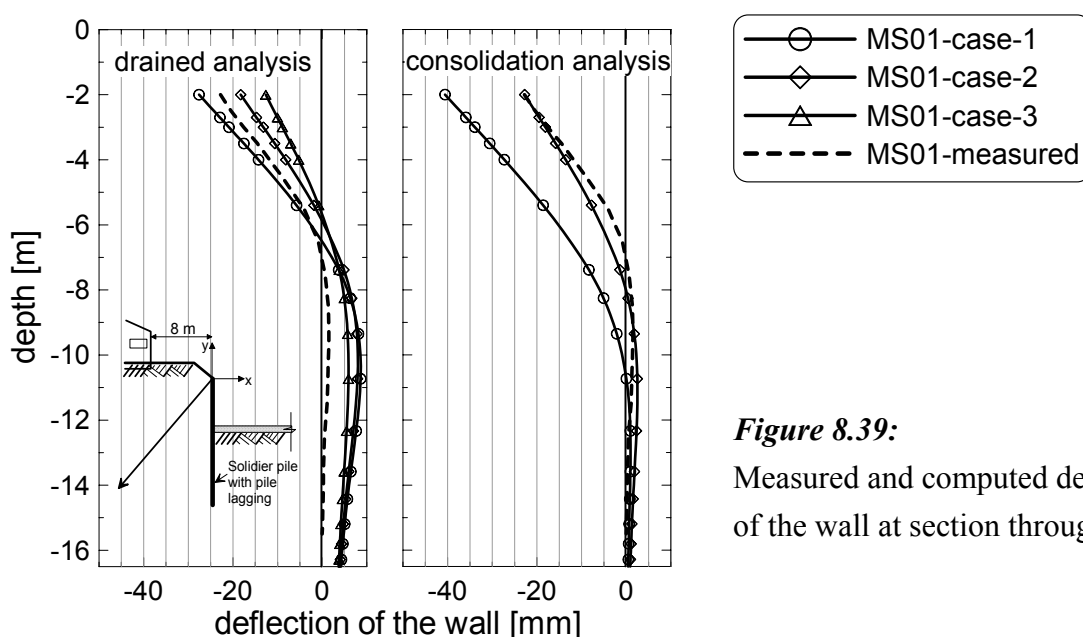 drained analysis
consolidation analysis
0
-2
-4
-6
-8
-10
-12
-14
-16
depth [m]
8 m
y
x
Solidier pile
with pile
lagging
-40 -20 0
-40 -20 0
deflection of the wall [mm]
MS01-case-1
MS01-case-2
MS01-case-3
MS01-measured
Figure 8.39:
Measured and computed de
of the wall at section throug